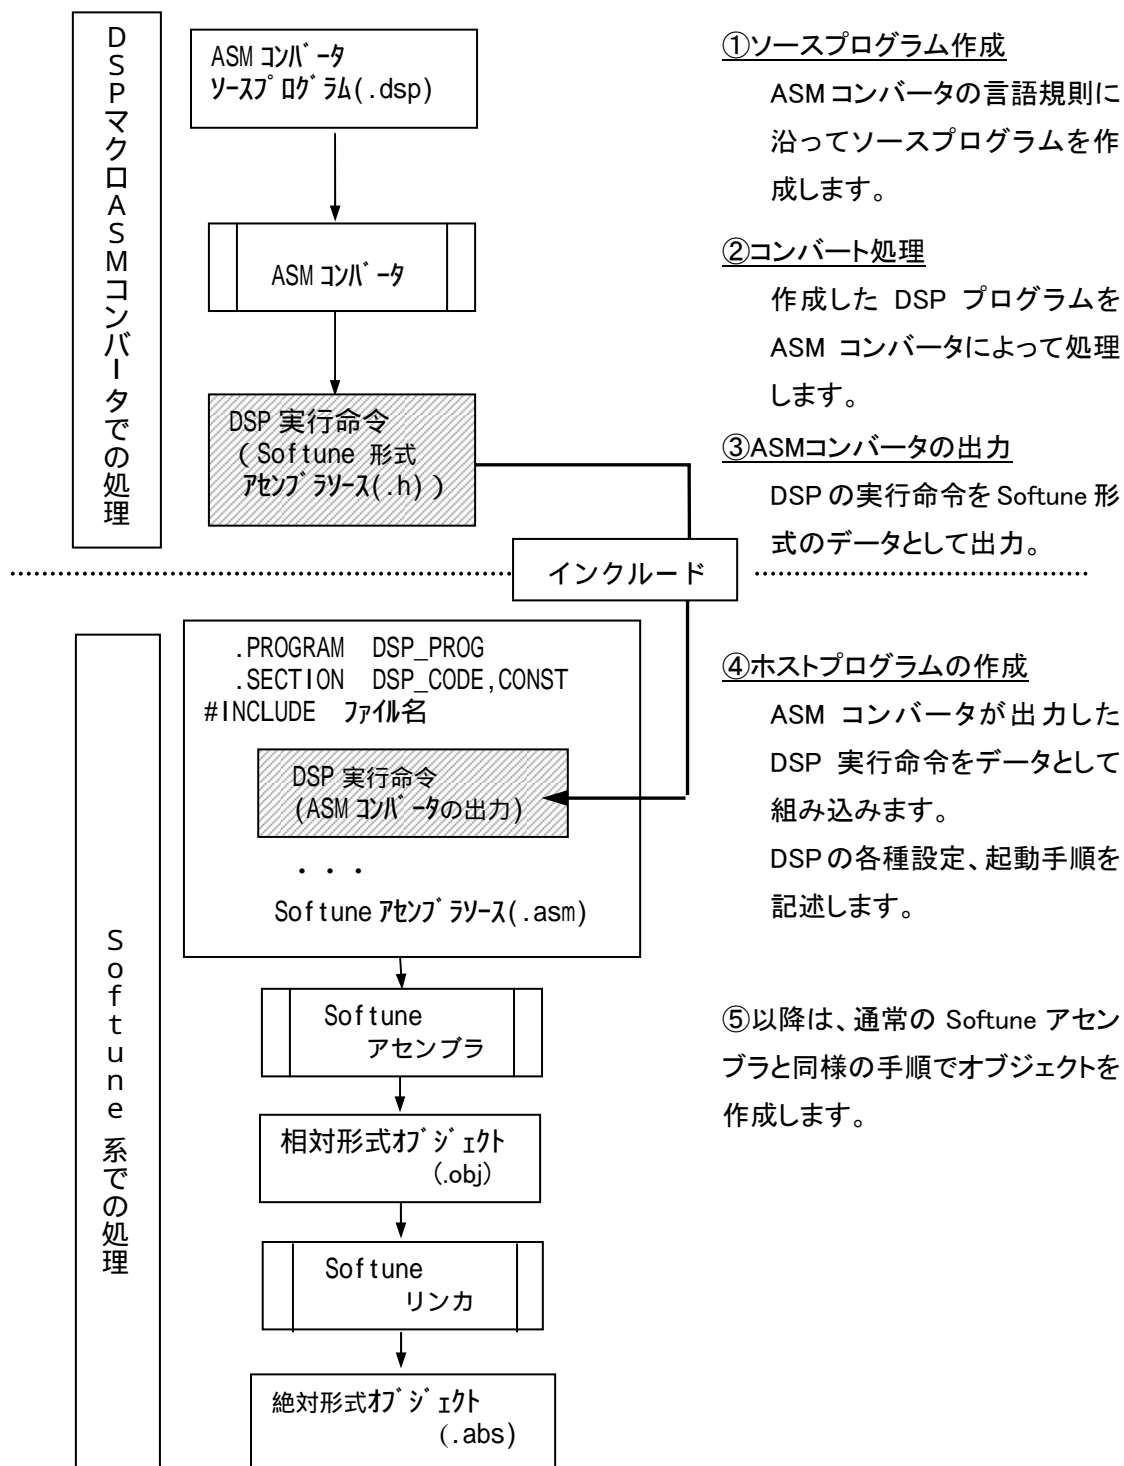 DSPマクロASMコンバータでの処理
ASM コンバータ
ソースプログラム(.dsp)
ASM コンバータ
DSP 実行命令
(Softune 形式
アセンブラソース(.h))
①ソースプログラム作成
ASM コンバータの言語規則に
沿ってソースプログラムを作
成します。
②コンバート処理
作成した DSP プログラムを
ASM コンバータによって処理
します。
③ASMコンバータの出力
DSP の実行命令を Softune 形
式のデータとして出力。
インクルード
Softune系での処理
.PROGRAM DSP_PROG
.SECTION DSP_CODE,CONST
#INCLUDE ファイル名
DSP 実行命令
(ASM コンバータの出力)
・・・
Softune アセンブラソース(.asm)
Softune
アセンブラ
相対形式オブジェクト
(.obj)
Softune
リンカ
絶対形式オブジェクト
(.abs)
④ホストプログラムの作成
ASM コンバータが出力した
DSP 実行命令をデータとして
組み込みます。
DSP の各種設定、起動手順を
記述します。
⑤以降は、通常の Softune アセン
ブラと同様の手順でオブジェクトを
作成します。